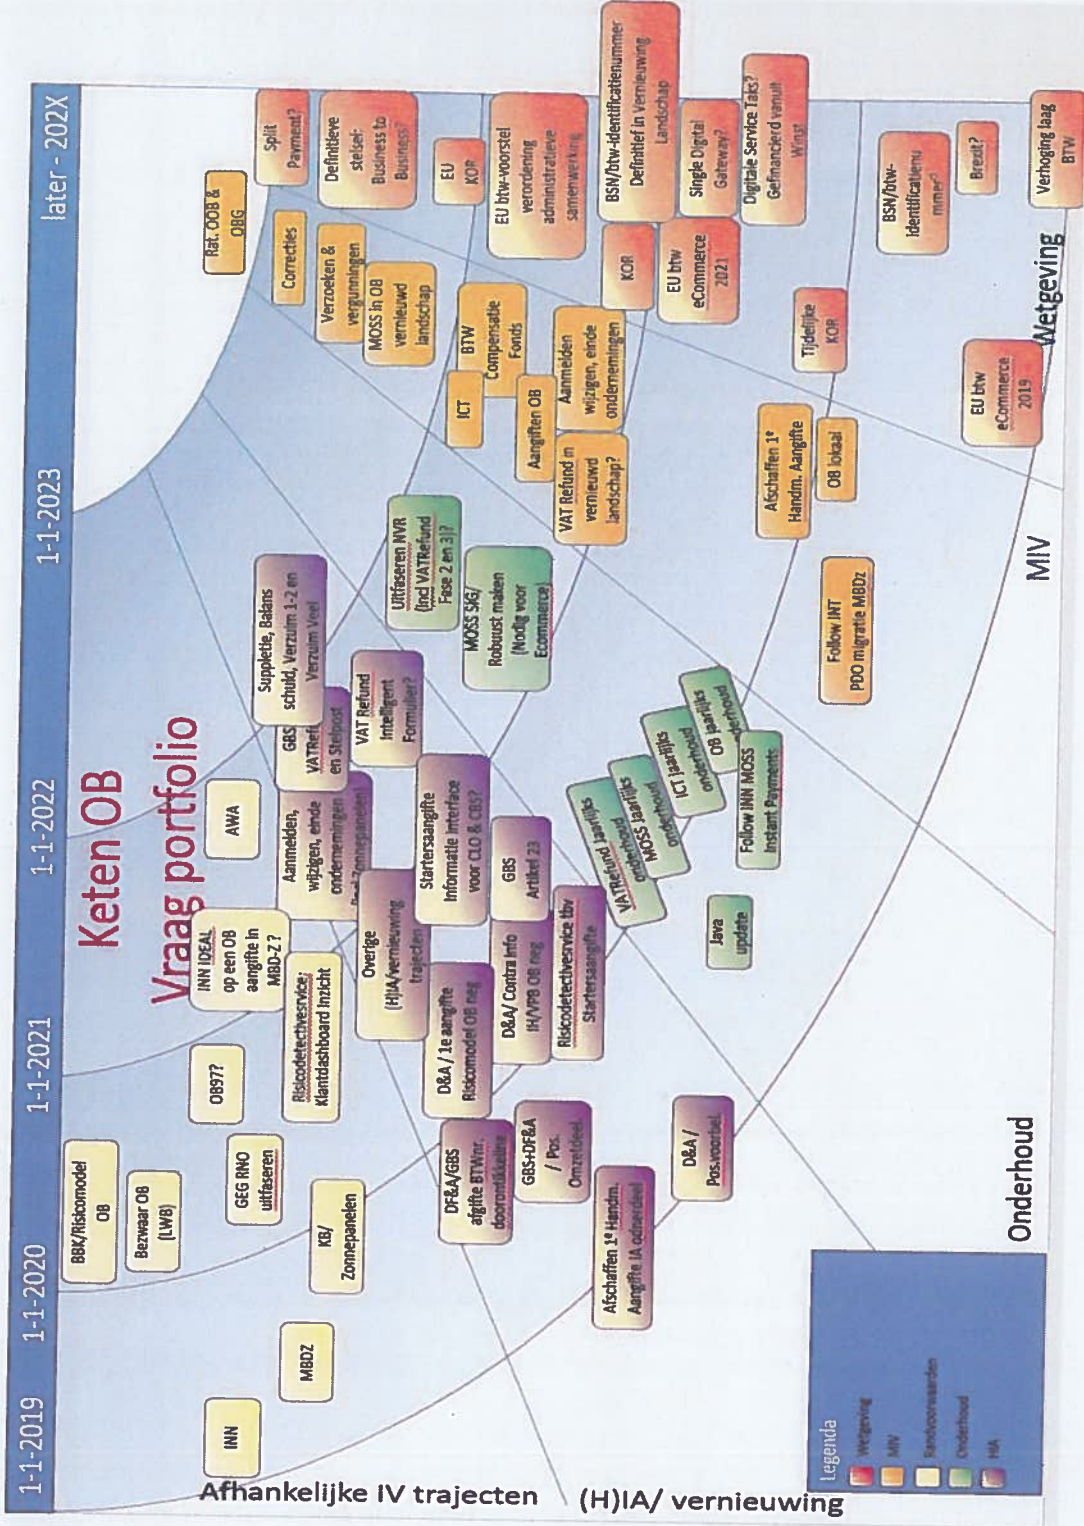 Keten OB
Vraag portfolio
1-1-2019
1-1-2020
1-1-2021
1-1-2022
1-1-2023
later - 202X
BBK/Risicomodel
OB
Bezwaar OB
(LWB)
OB97?
GEG RNO
uitfaseren
INN
MBDZ
KB/
Zonnepanelen
INN IDEAL
op een OB
aangifte in
MBD-Z ?
AWA
Risicodetectivesrvice;
Klantdashboard inzicht
Aanmelden,
wijzigen, einde
ondernemingen
Zonnepanelen)
GBS
VATRef
en Stelpost
Suppletie, Balans
schuld, Verzuim 1-2 en
Verzuim Veel
VAT Refund
Intelligent
Formulier?
Overige
(H)IA/vernieuwing
trajecten
Startersaangifte
Informatie interface
voor CLO & CBS?
D&A / 1e aangifte
Risicomodel OB neg
GBS
Artikel 23
D&A/ Contra Info
IH/VPB OB neg
Risicodetectivesrvice tbv
Startersaangifte
DF&A/GBS
afgifte BTWnr.
doorontikkeling
GBS+DF&A
/ Pos.
Omzetdeel.
Afschaffen 1e Handm.
Aangifte IA odnerdeel
D&A /
Pos.voorbel.
Uitfaseren NVR
(Incl VATRefund
Fase 2 en 3)?
MOSS SIG/
Robuust maken
(Nodig voor
Ecommerce)
VATRefund Jaarlijks
onderhoud
MOSS Jaarlijks
onderhoud
ICT jaarlijks
onderhoud
OB jaarlijks
derhoud
Follow INN MOSS
Instant Payments
Java
update
Rat. OOB &
OBG
Correcties
Verzoeken &
vergunningen
MOSS in OB
vernieuwd
landschap
BTW
Compensatie
Fonds
ICT
Aangiften OB
Aanmelden
wijzigen, einde
ondernemingen
VAT Refund in
vernieuwd
landschap?
Afschaffen 1e
Handm. Aangifte
OB lokaal
Follow INT
PDO migratie MBDz
Split
Payment?
Definitieve
stelsel:
Business to
Business?
EU
KOR
EU btw-voorstel
verordening
administratieve
samenwerking
BSN/btw-identificatienummer
Definitief in Vernieuwing
Landschap
KOR
Single Digital
Gateway?
EU btw
eCommerce
2021
Digitale Service Taks?
Gefinancierd vanuit
Winst
Tijdelijke
KOR
BSN/btw-
identificatienu
mmer
Brexit?
EU btw
eCommerce
2019
Verhoging laag
BTW
Afhankelijke IV trajecten
(H)IA/ vernieuwing
Onderhoud
MIV
Wetgeving
Legenda
Wetgeving
MIV
Randvoorwaarden
Onderhoud
HIA